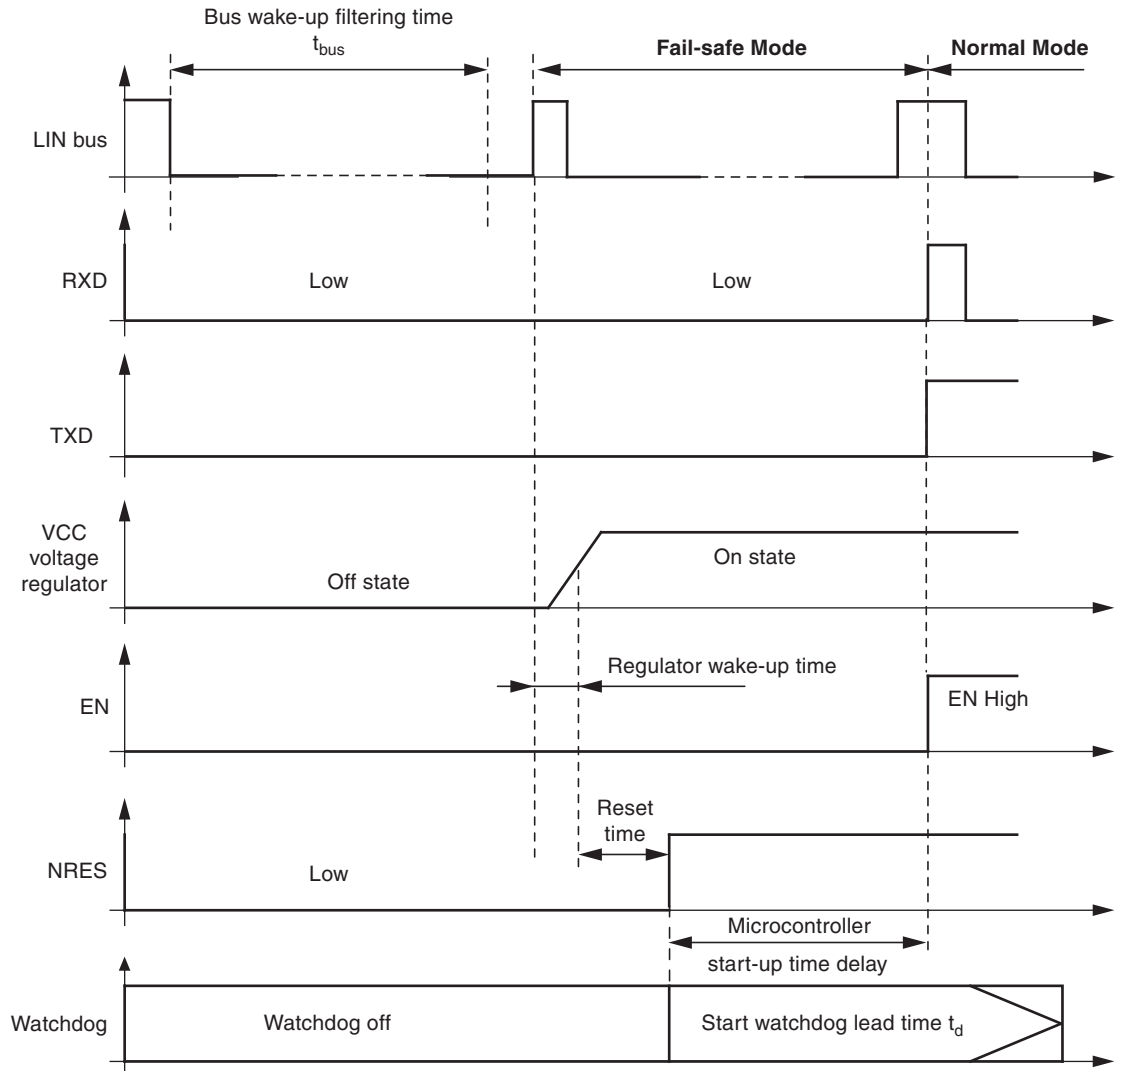 Bus wake-up filtering time
tbus
Fail-safe Mode
Normal Mode
LIN bus
RXD
Low
Low
TXD
VCC
voltage
regulator
Off state
On state
Regulator wake-up time
EN
EN High
Reset
time
NRES
Low
Microcontroller
start-up time delay
Watchdog
Watchdog off
Start watchdog lead time td